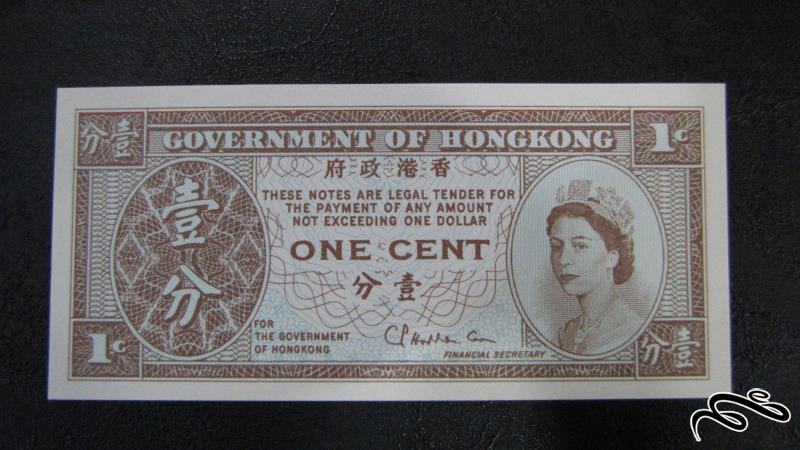 分壹
GOVERNMENT OF HONGKONG
1c
府政港香
THESE NOTES ARE LEGAL TENDER FOR
THE PAYMENT OF ANY AMOUNT
NOT EXCEEDING ONE DOLLAR
壹
分
ONE CENT
分壹
FOR
THE GOVERNMENT
OF HONGKONG
FINANCIAL SECRETARY
1c
分壹